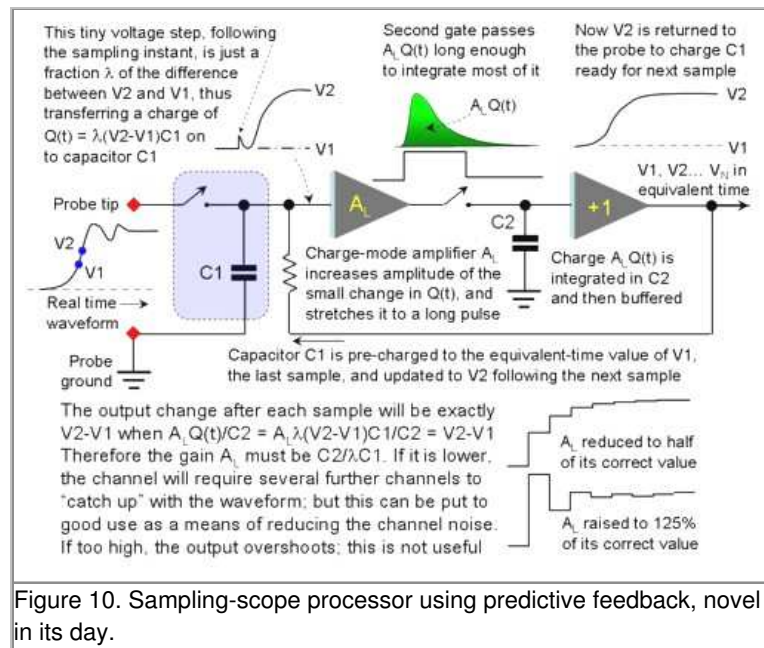 This tiny voltage step, following
the sampling instant, is just a
fraction λ of the difference
between V2 and V1, thus
transferring a charge of
Q(t) = λ(V2-V1)C1 on
to capacitor C1
V2
V1
Second gate passes
ALQ(t) long enough
to integrate most of it
ALQ(t)
Now V2 is returned to
the probe to charge C1
ready for next sample
V2
V1
V1, V2... VN in
equivalent time
Probe tip
V2
V1
Real time
waveform
Probe
ground
C1
AL
C2
+1
Charge-mode amplifier AL
increases amplitude of the
small change in Q(t), and
stretches it to a long pulse
Charge ALQ(t) is
integrated in C2
and then buffered
Capacitor C1 is pre-charged to the equivalent-time value of V1,
the last sample, and updated to V2 following the next sample
The output change after each sample will be exactly
V2-V1 when ALQ(t)/C2 = ALλ(V2-V1)C1/C2 = V2-V1
Therefore the gain AL must be C2/λC1. If it is lower,
the channel will require several further channels to
“catch up” with the waveform; but this can be put to
good use as a means of reducing the channel noise.
If too high, the output overshoots; this is not useful
AL reduced to half
of its correct value
AL raised to 125%
of its correct value
Figure 10. Sampling-scope processor using predictive feedback, novel
in its day.